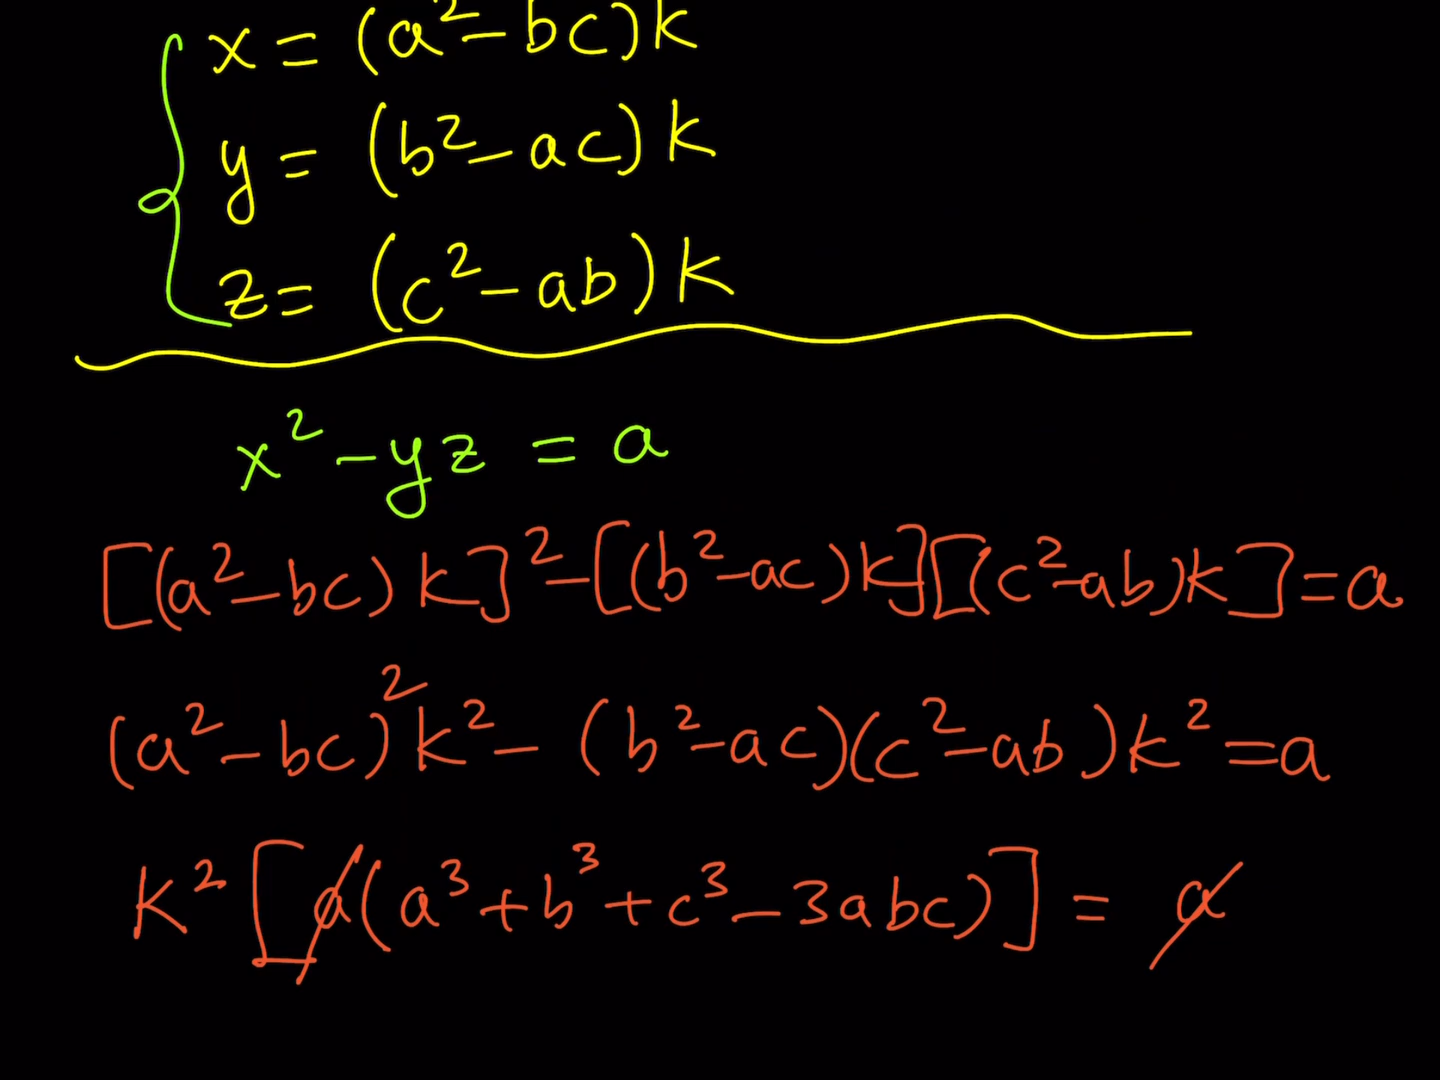 x = (a²-bc)k
y = (b²-ac)k
z = (c²-ab)k
x²-yz = a
[(a²-bc)k]²-[(b²-ac)k][(c²-ab)k]=a
(a²-bc)²k²-(b²-ac)(c²-ab)k²=a
k²[a(a³+b³+c³-3abc)] = a